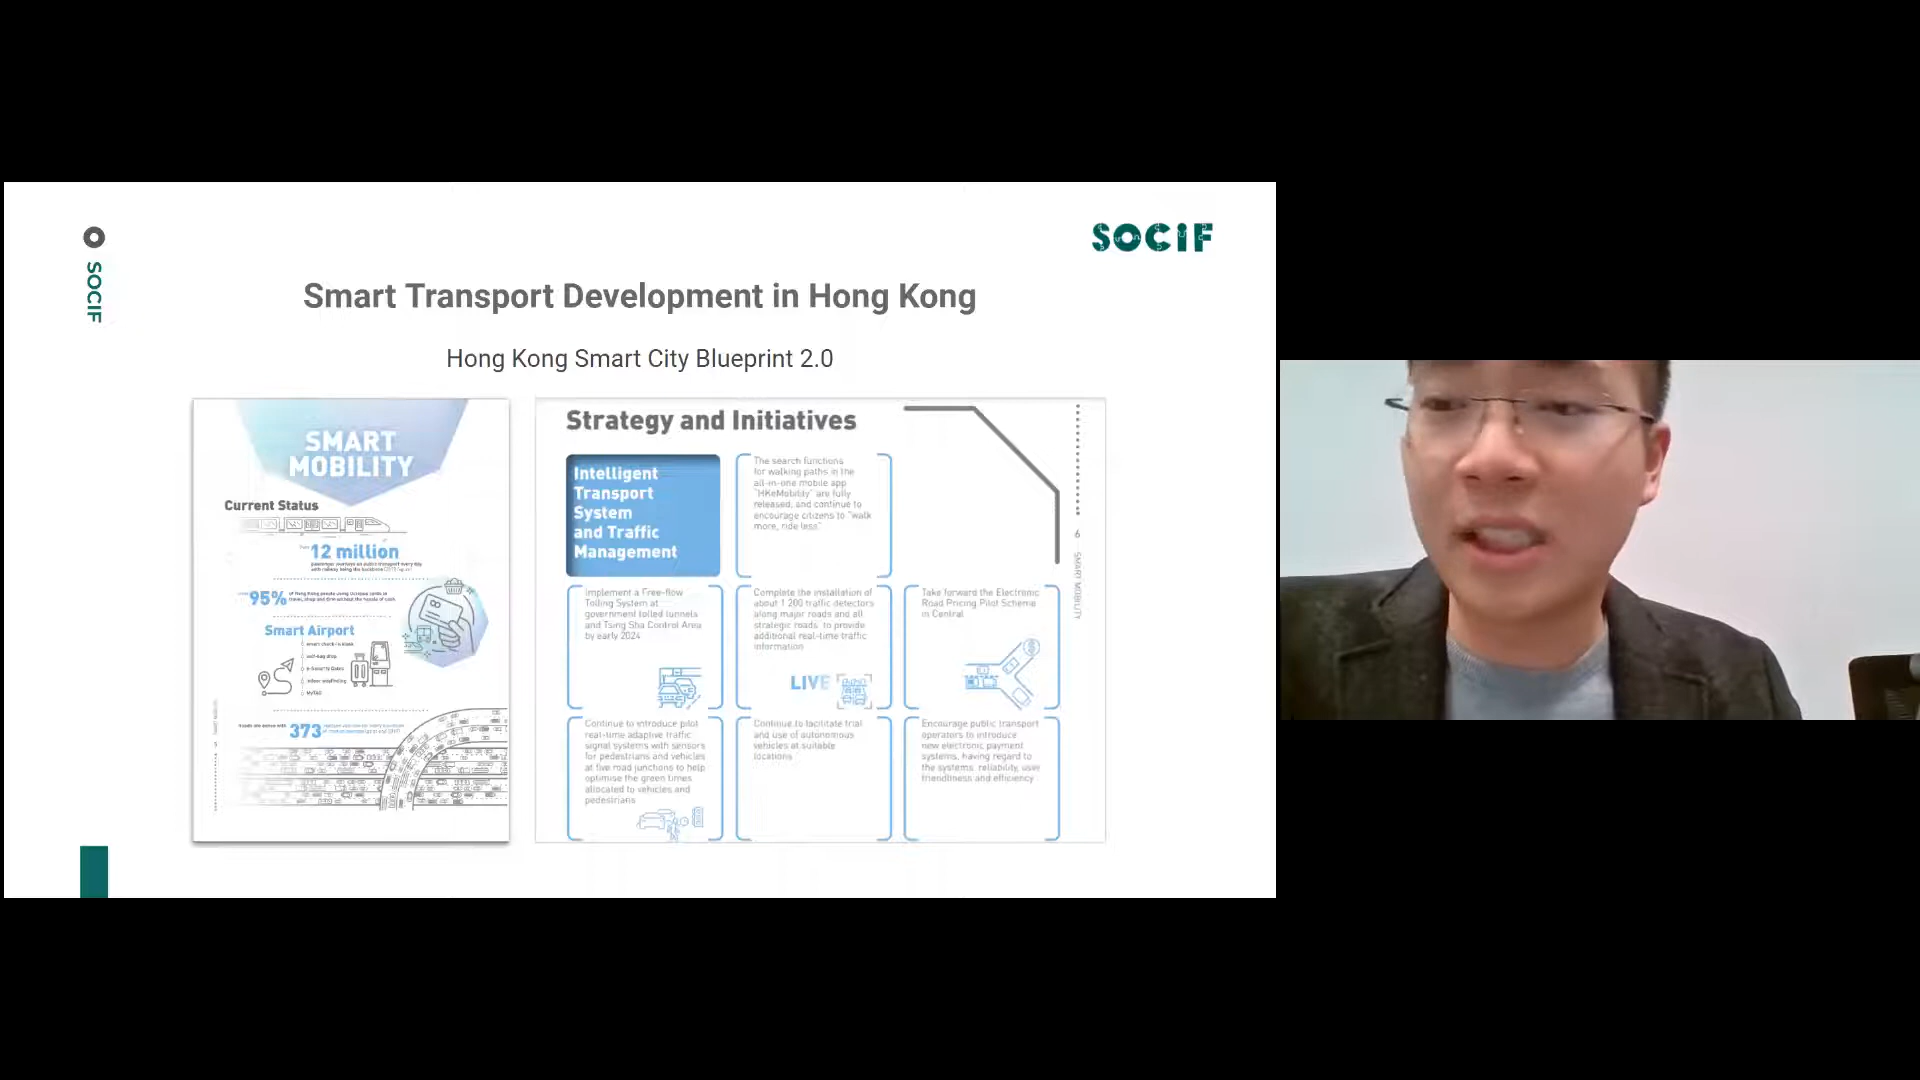 SOCIF
SOCIF
Smart Transport Development in Hong Kong
Hong Kong Smart City Blueprint 2.0
SMART
MOBILITY
Current Status
12 million
passenger journeys on public transport every day
95%
of Hong Kong people using Octopus cards to
travel, shop and dine without the hassle of cash
Smart Airport
smart check-in kiosk
self-bag drop
e-Security Gates
indoor wayfinding
MyTAG
Roads are dense with
373
Strategy and Initiatives
Intelligent
Transport
System
and Traffic
Management
The search functions
for walking paths in the
all-in-one mobile app
"HKeMobility" are fully
released, and continue to
encourage citizens to "walk
more, ride less"
Implement a Free-flow
Tolling System at
government tolled tunnels
and Tsing Sha Control Area
by early 2024
Complete the installation of
about 1 200 traffic detectors
along major roads and all
strategic roads to provide
additional real-time traffic
information
LIVE
Take forward the Electronic
Road Pricing Pilot Scheme
in Central
Continue to introduce pilot
real-time adaptive traffic
signal systems with sensors
for pedestrians and vehicles
at five road junctions to help
optimise the green times
allocated to vehicles and
pedestrians
Continue to facilitate trial
and use of autonomous
vehicles at suitable
locations
Encourage public transport
operators to introduce
new electronic payment
systems, having regard to
the systems' reliability, user
friendliness and efficiency
6
SMART MOBILITY